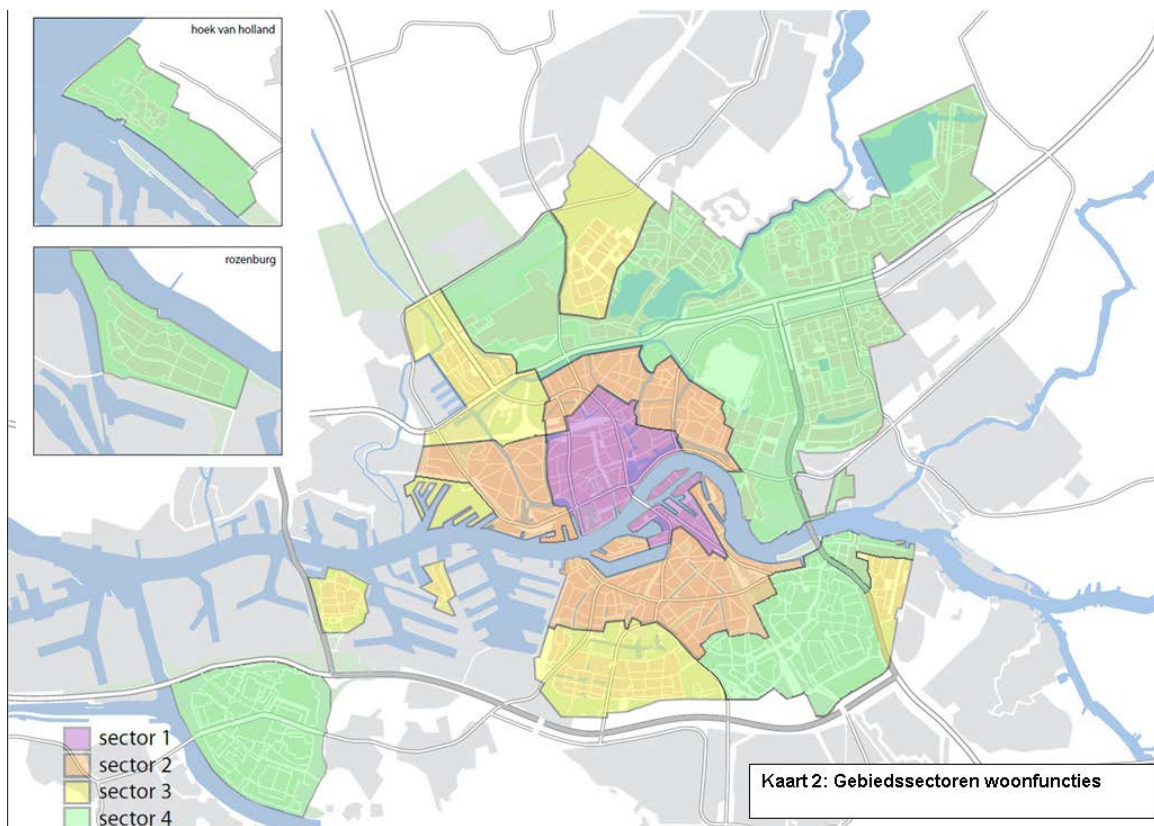 hoek van holland
rozenburg
sector 1
sector 2
sector 3
sector 4
Kaart 2: Gebiedssectoren woonfuncties